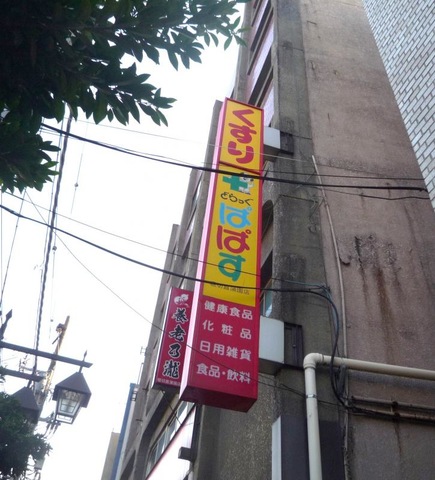 くすり
どらっぐ
ぱぱす
健康食品
化粧品
日用雑貨
食品・飲料
養老乃瀧